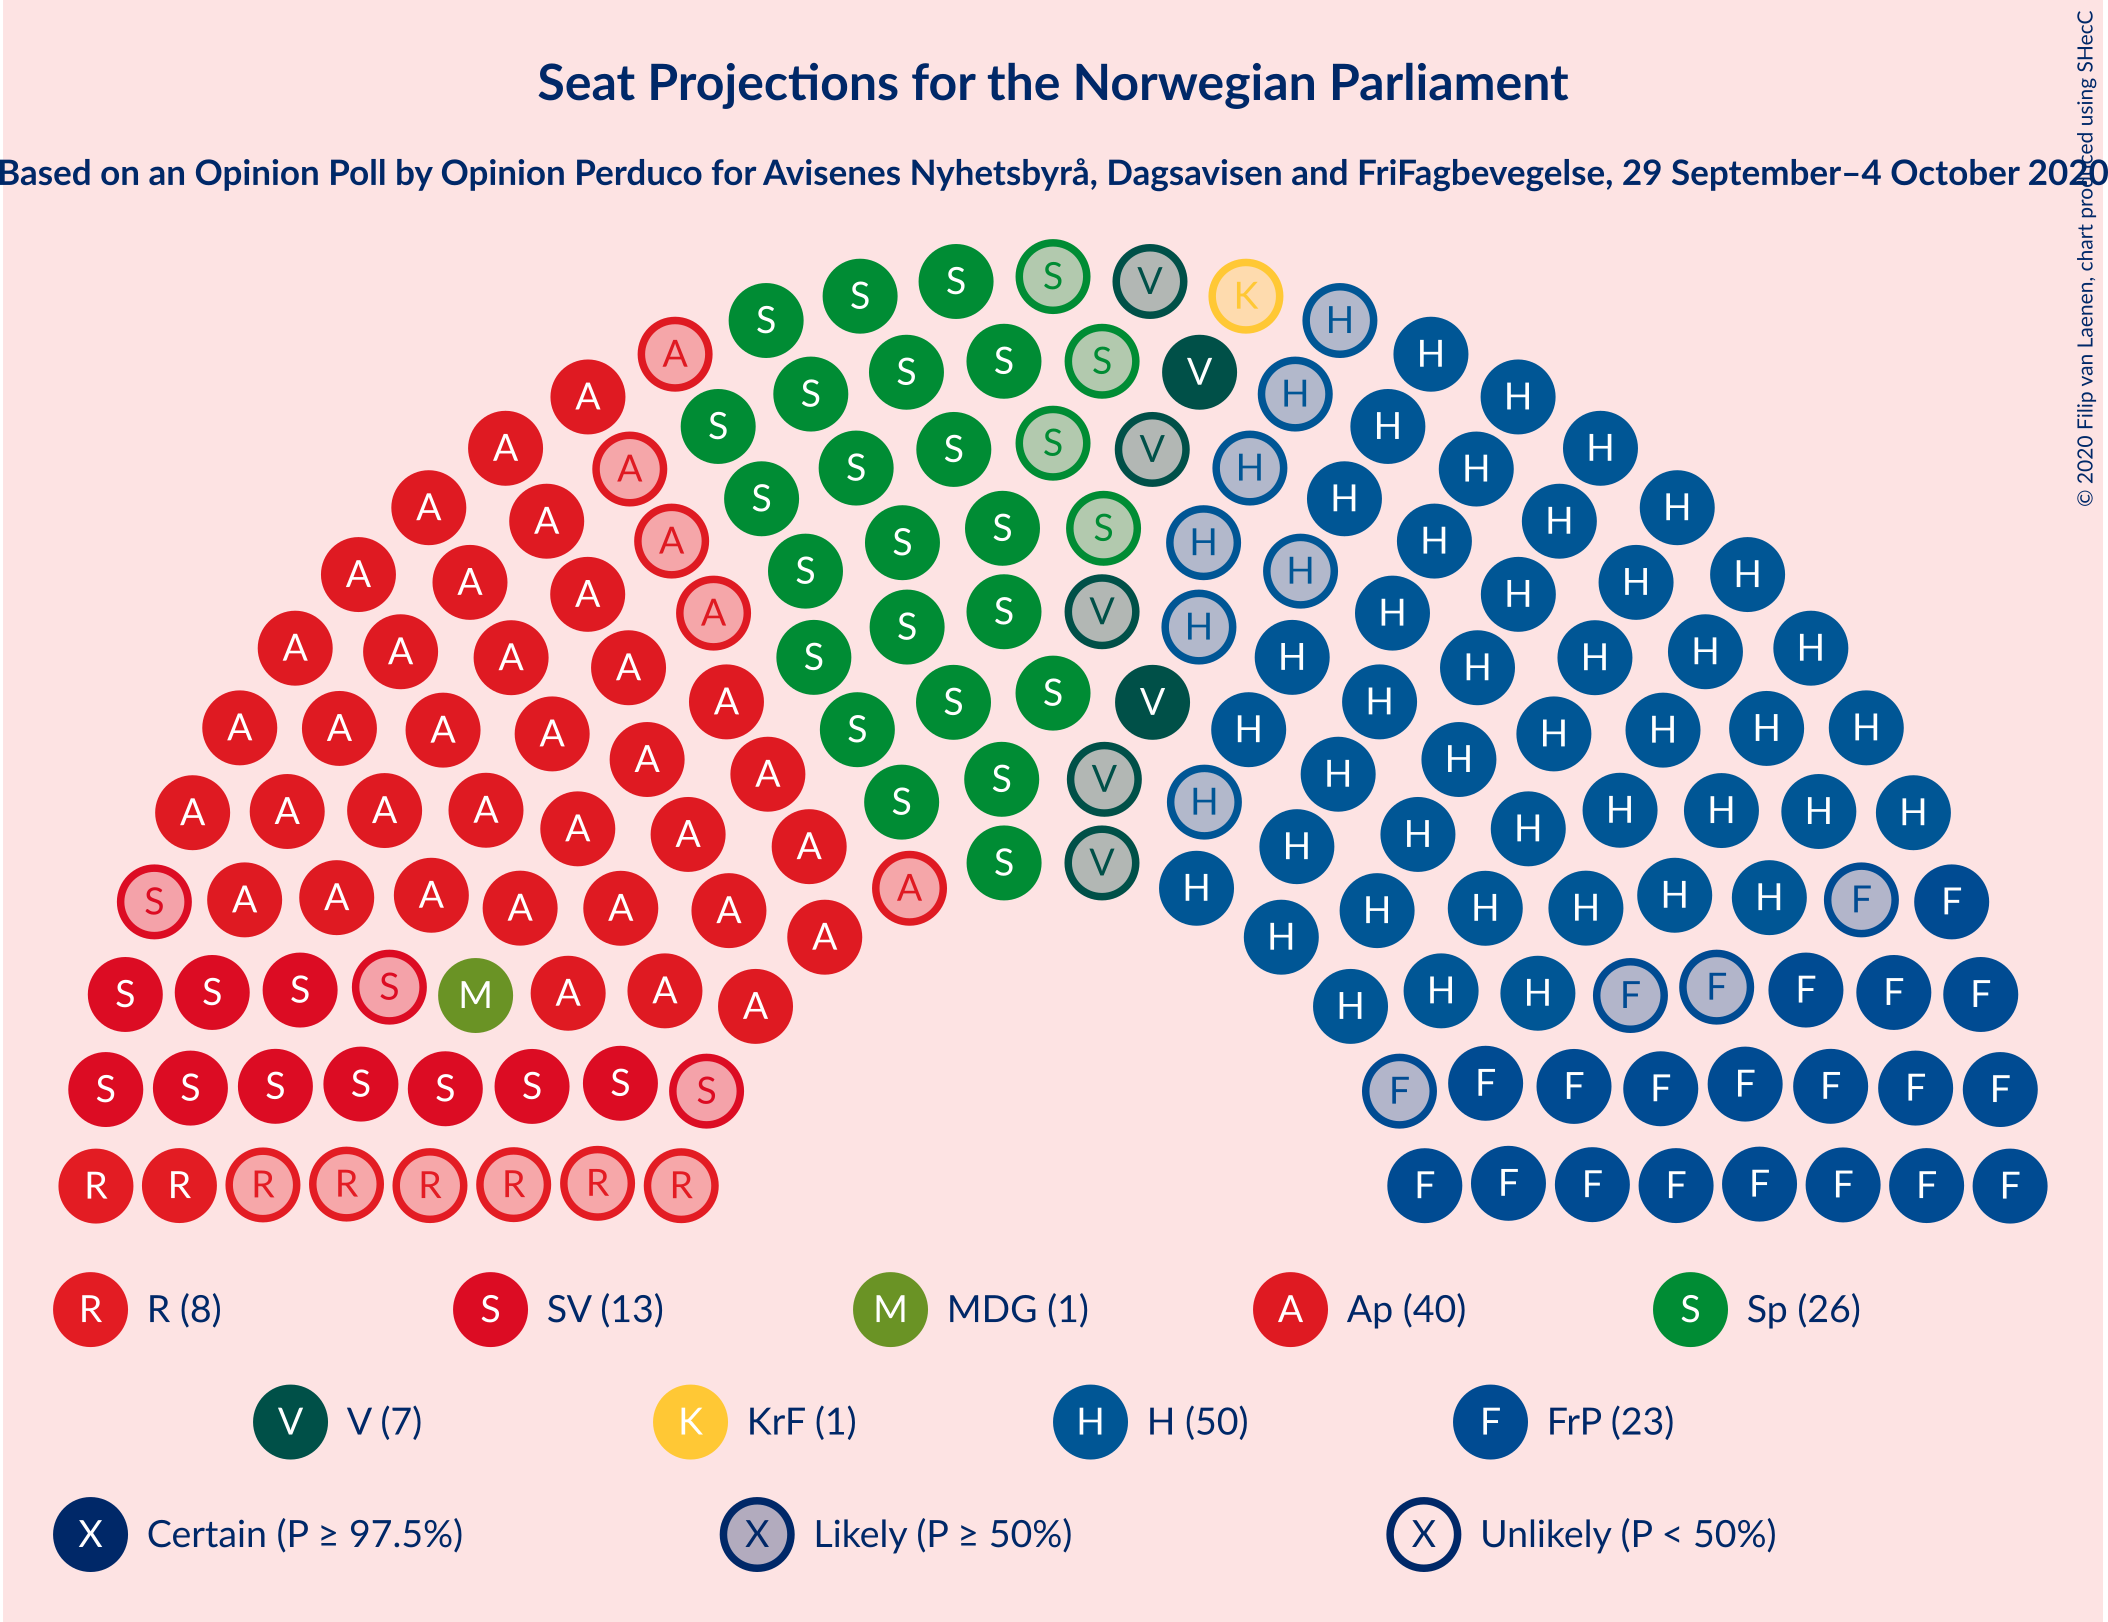 Seat Projections for the Norwegian Parliament
Based on an Opinion Poll by Opinion Perduco for Avisenes Nyhetsbyrå, Dagsavisen and FriFagbevegelse, 29 September–4 October 2020
© 2020 Filip van Laenen, chart produced using SHecC
S S S S V K H
A S S S S V H H
A A S S S S V H H H
A A A S S S S H H H H
A A A A S S S V H H H H
A A A A A S S S V H H H H H
A A A A A A S S V H H H H H H
A A A A A A A S V H H H H H H H
S A A A A A A A A H H H H H H H F F
S S S S M A A A H H H F F F F F
S S S S S S S S F F F F F F F F
R R R R R R R R F F F F F F F F
R R (8) S SV (13) M MDG (1) A Ap (40) S Sp (26)
V V (7) K KrF (1) H H (50) F FrP (23)
X Certain (P ≥ 97.5%) X Likely (P ≥ 50%) X Unlikely (P < 50%)